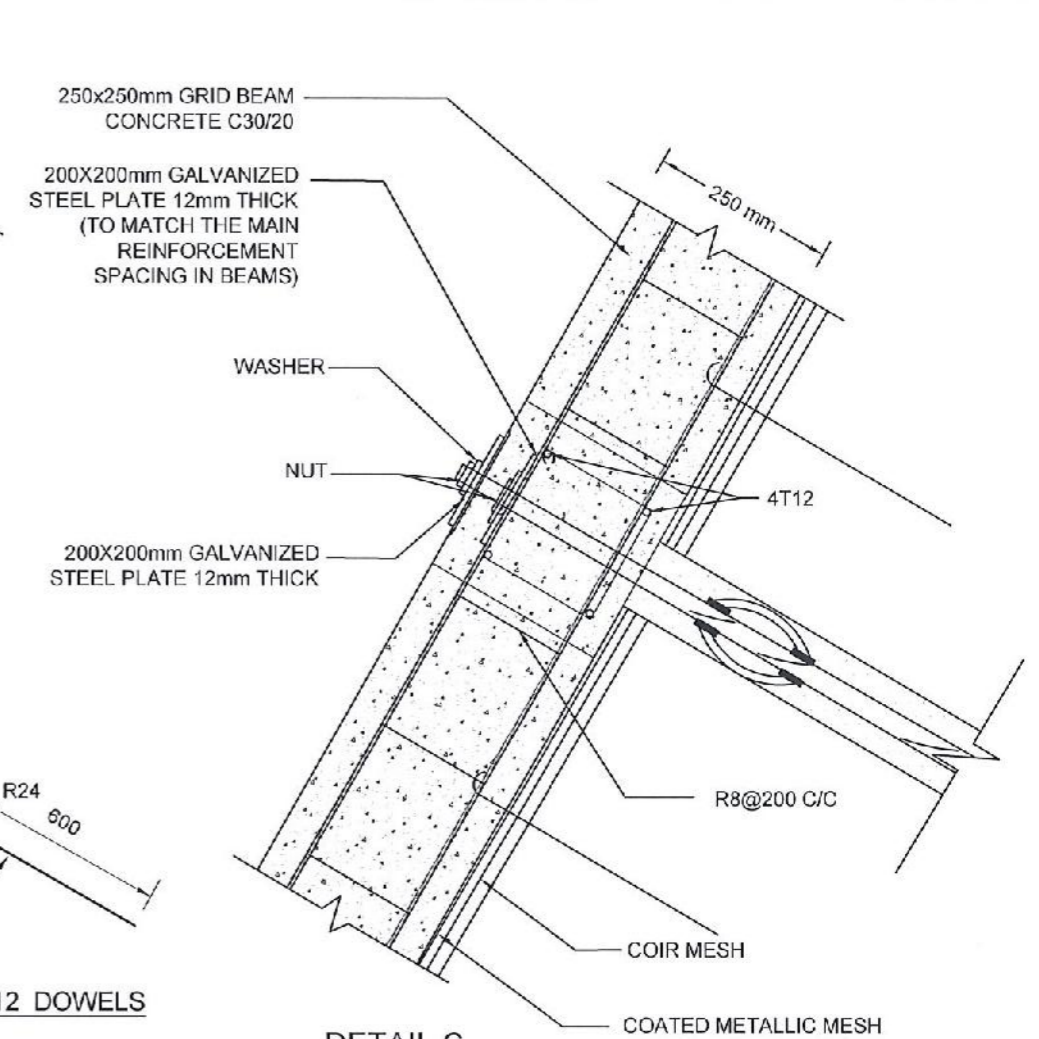 250x250mm GRID BEAM
CONCRETE C30/20
200X200mm GALVANIZED
STEEL PLATE 12mm THICK
(TO MATCH THE MAIN
REINFORCEMENT
SPACING IN BEAMS)
250 mm
WASHER
NUT
4T12
200X200mm GALVANIZED
STEEL PLATE 12mm THICK
R24
600
R8@200 C/C
COIR MESH
12 DOWELS
COATED METALLIC MESH
DETAIL C